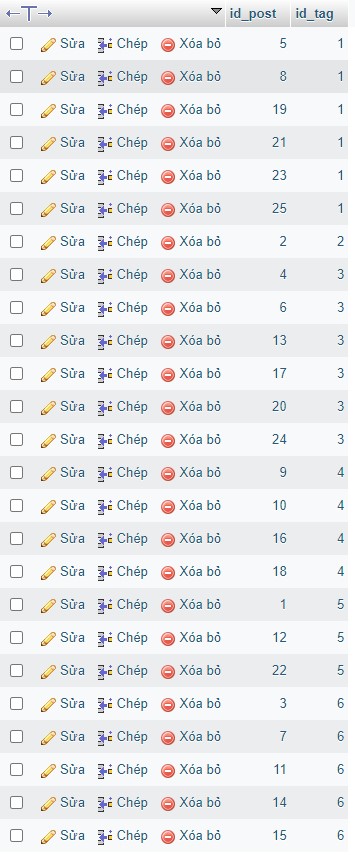 id_post id_tag
Sửa Chép Xóa bỏ 5 1
Sửa Chép Xóa bỏ 8 1
Sửa Chép Xóa bỏ 19 1
Sửa Chép Xóa bỏ 21 1
Sửa Chép Xóa bỏ 23 1
Sửa Chép Xóa bỏ 25 1
Sửa Chép Xóa bỏ 2 2
Sửa Chép Xóa bỏ 4 3
Sửa Chép Xóa bỏ 6 3
Sửa Chép Xóa bỏ 13 3
Sửa Chép Xóa bỏ 17 3
Sửa Chép Xóa bỏ 20 3
Sửa Chép Xóa bỏ 24 3
Sửa Chép Xóa bỏ 9 4
Sửa Chép Xóa bỏ 10 4
Sửa Chép Xóa bỏ 16 4
Sửa Chép Xóa bỏ 18 4
Sửa Chép Xóa bỏ 1 5
Sửa Chép Xóa bỏ 12 5
Sửa Chép Xóa bỏ 22 5
Sửa Chép Xóa bỏ 3 6
Sửa Chép Xóa bỏ 7 6
Sửa Chép Xóa bỏ 11 6
Sửa Chép Xóa bỏ 14 6
Sửa Chép Xóa bỏ 15 6